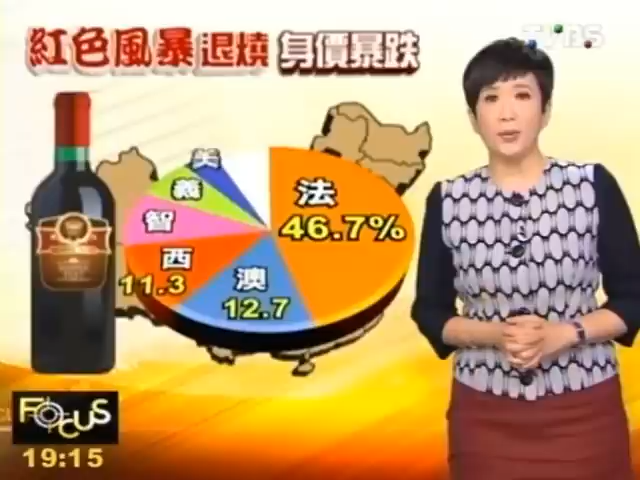 紅色風暴退燒 身價暴跌
TVBS
美
義
智
西
11.3
澳
12.7
法
46.7%
FOCUS
19:15